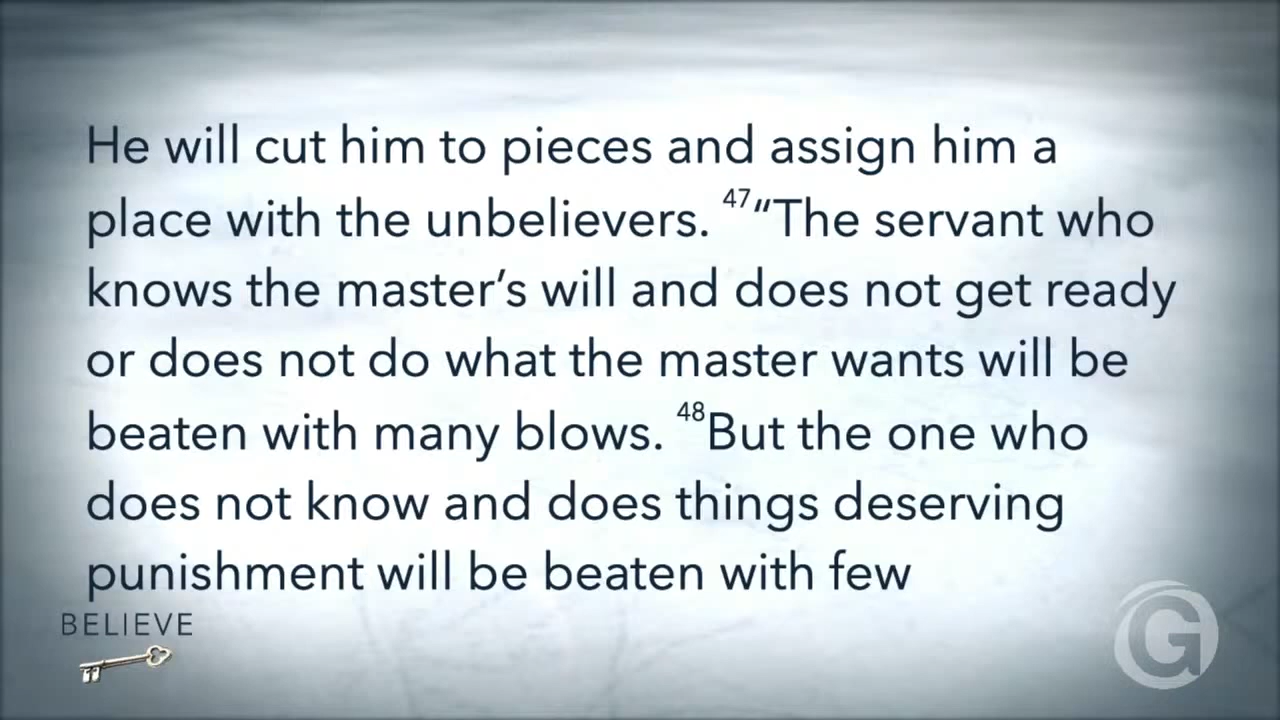 He will cut him to pieces and assign him a
place with the unbelievers. ⁴⁷“The servant who
knows the master’s will and does not get ready
or does not do what the master wants will be
beaten with many blows. ⁴⁸But the one who
does not know and does things deserving
punishment will be beaten with few
BELIEVE
G